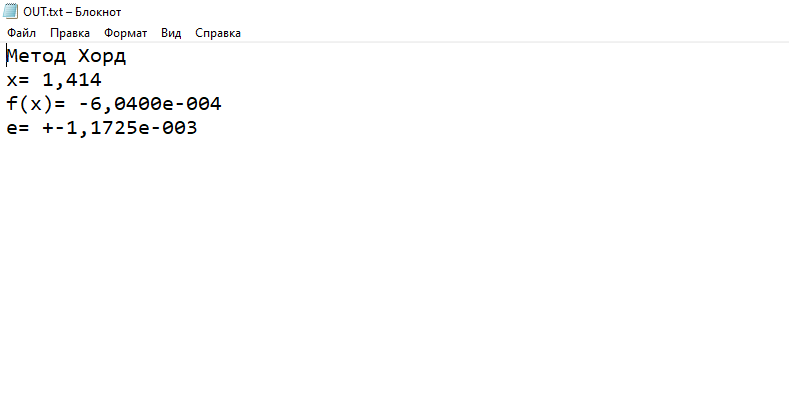 OUT.txt – Блокнот
Файл Правка Формат Вид Справка
Метод Хорд
x= 1,414
f(x)= -6,0400e-004
e= +-1,1725e-003